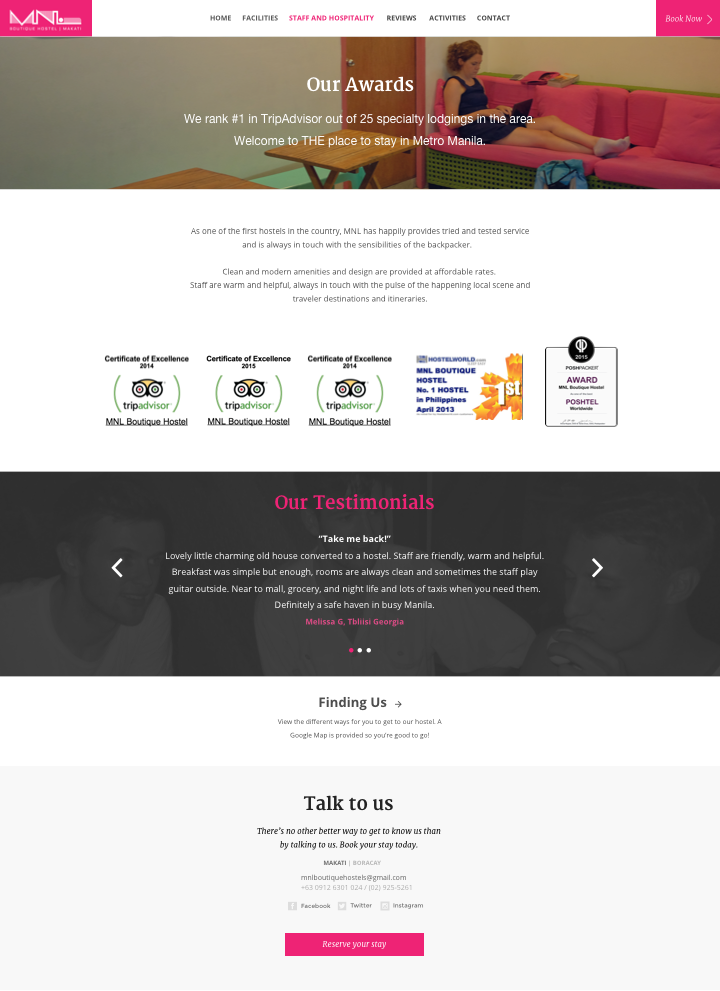 MNL
BOUTIQUE HOSTEL | MAKATI
HOME FACILITIES STAFF AND HOSPITALITY REVIEWS ACTIVITIES CONTACT
Book Now
Our Awards
We rank #1 in TripAdvisor out of 25 specialty lodgings in the area.
Welcome to THE place to stay in Metro Manila.
As one of the first hostels in the country, MNL has happily provides tried and tested service
and is always in touch with the sensibilities of the backpacker.
Clean and modern amenities and design are provided at affordable rates.
Staff are warm and helpful, always in touch with the pulse of the happening local scene and
traveler destinations and itineraries.
Certificate of Excellence
2014
tripadvisor
MNL Boutique Hostel
Certificate of Excellence
2015
tripadvisor
MNL Boutique Hostel
Certificate of Excellence
2014
tripadvisor
MNL Boutique Hostel
HOSTELWORLD
MNL BOUTIQUE
HOSTEL
No. 1 HOSTEL
in Philippines
April 2013
1st
2015
POSHPACKER
AWARD
MNL Boutique Hostel
POSHTEL
Worldwide
Our Testimonials
“Take me back!”
Lovely little charming old house converted to a hostel. Staff are friendly, warm and helpful.
Breakfast was simple but enough, rooms are always clean and sometimes the staff play
guitar outside. Near to mall, grocery, and night life and lots of taxis when you need them.
Definitely a safe haven in busy Manila.
Melissa G, Tbliisi Georgia
Finding Us
View the different ways for you to get to our hostel. A
Google Map is provided so you’re good to go!
Talk to us
There’s no other better way to get to know us than
by talking to us. Book your stay today.
MAKATI | BORACAY
mnlboutiquehostels@gmail.com
+63 0912 6301 024 / (02) 925-5261
Facebook Twitter Instagram
Reserve your stay